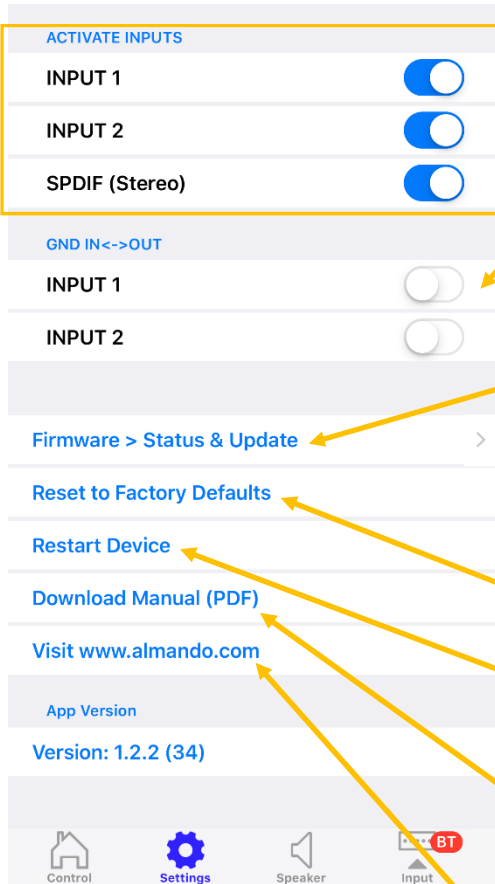 ACTIVATE INPUTS
INPUT 1
INPUT 2
SPDIF (Stereo)
GND IN<->OUT
INPUT 1
INPUT 2
Firmware > Status & Update
Reset to Factory Defaults
Restart Device
Download Manual (PDF)
Visit www.almando.com
App Version
Version: 1.2.2 (34)
BT
Control Settings Speaker Input